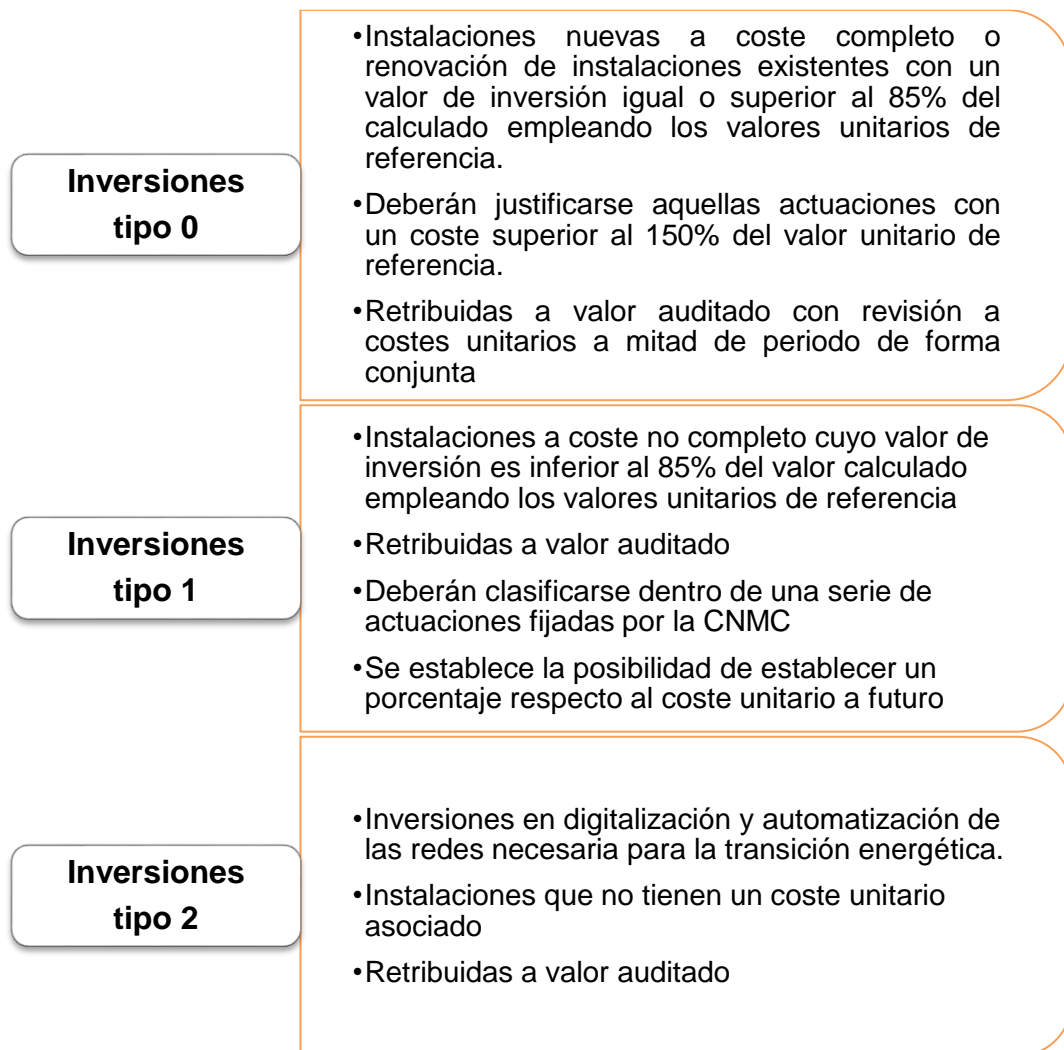 Inversiones
tipo 0
•Instalaciones nuevas a coste completo o
renovación de instalaciones existentes con un
valor de inversión igual o superior al 85% del
calculado empleando los valores unitarios de
referencia.
•Deberán justificarse aquellas actuaciones con
un coste superior al 150% del valor unitario de
referencia.
•Retribuidas a valor auditado con revisión a
costes unitarios a mitad de periodo de forma
conjunta
Inversiones
tipo 1
•Instalaciones a coste no completo cuyo valor de
inversión es inferior al 85% del valor calculado
empleando los valores unitarios de referencia
•Retribuidas a valor auditado
•Deberán clasificarse dentro de una serie de
actuaciones fijadas por la CNMC
•Se establece la posibilidad de establecer un
porcentaje respecto al coste unitario a futuro
Inversiones
tipo 2
•Inversiones en digitalización y automatización de
las redes necesaria para la transición energética.
•Instalaciones que no tienen un coste unitario
asociado
•Retribuidas a valor auditado